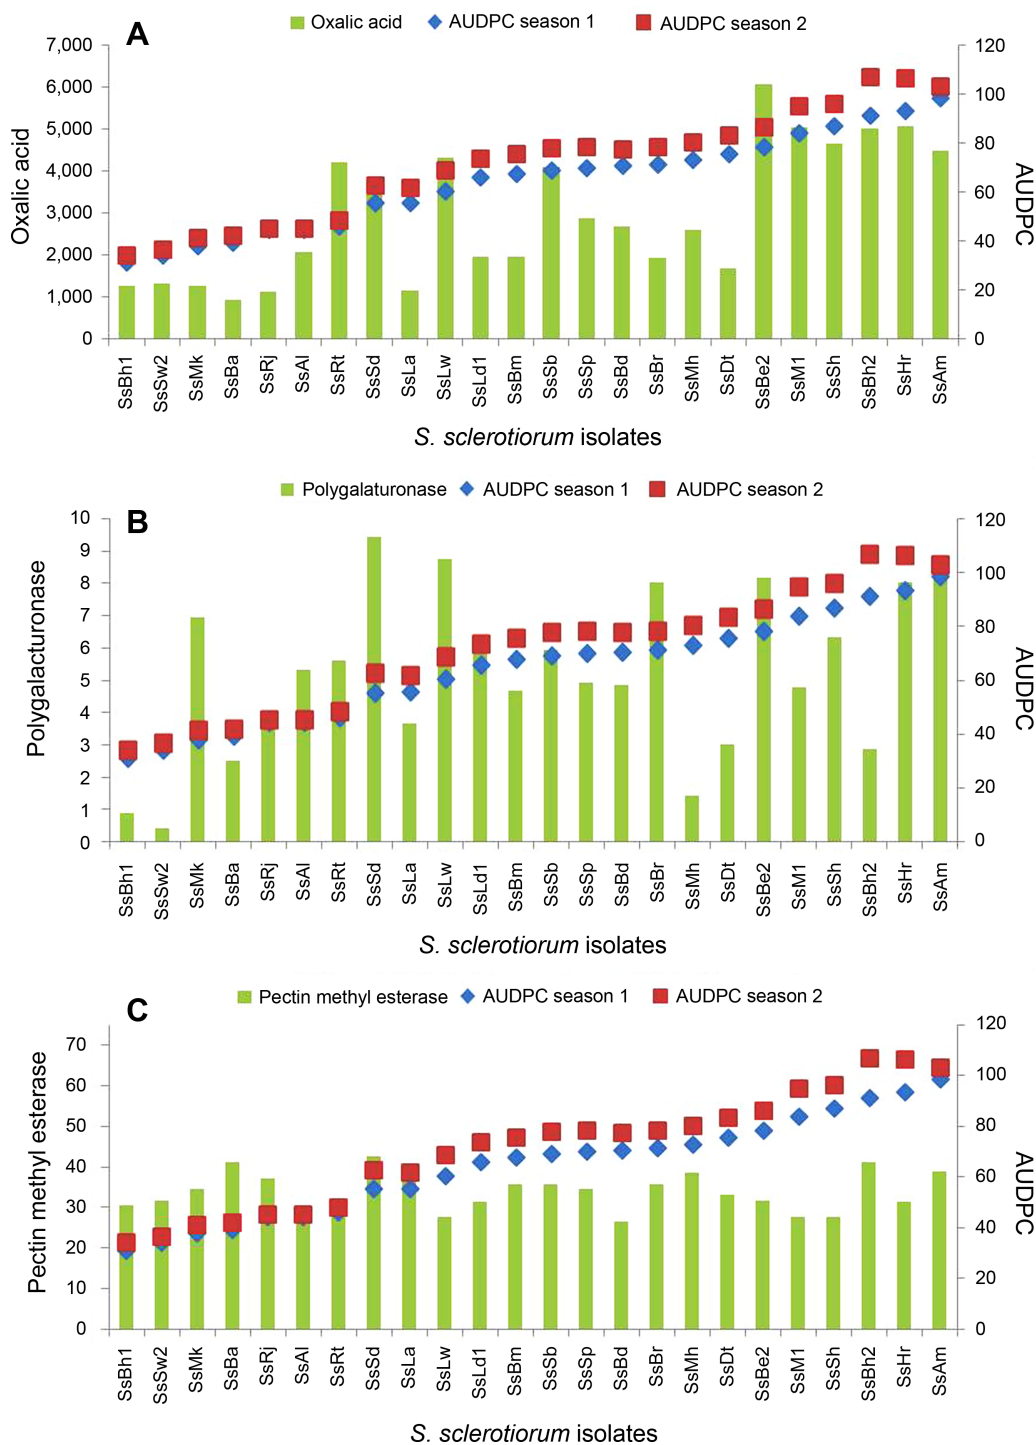 A
Oxalic acid AUDPC season 1 AUDPC season 2
7,000
6,000
5,000
4,000
3,000
2,000
1,000
0
Oxalic acid
120
100
80
60
40
20
0
AUDPC
SsBh1 SsSw2 SsMk SsBa SsRj SsAl SsRt SsSd SsLa SsLw SsLd1 SsBm SsSb SsSp SsBd SsBr SsMh SsDt SsBe2 SsM1 SsSh SsBh2 SsHr SsAm
S. sclerotiorum isolates
Polygalaturonase AUDPC season 1 AUDPC season 2
B
10
9
8
7
6
5
4
3
2
1
0
Polygalacturonase
120
100
80
60
40
20
0
AUDPC
SsBh1 SsSw2 SsMk SsBa SsRj SsAl SsRt SsSd SsLa SsLw SsLd1 SsBm SsSb SsSp SsBd SsBr SsMh SsDt SsBe2 SsM1 SsSh SsBh2 SsHr SsAm
S. sclerotiorum isolates
Pectin methyl esterase AUDPC season 1 AUDPC season 2
C
70
60
50
40
30
20
10
0
Pectin methyl esterase
120
100
80
60
40
20
0
AUDPC
SsBh1 SsSw2 SsMk SsBa SsRj SsAl SsRt SsSd SsLa SsLw SsLd1 SsBm SsSb SsSp SsBd SsBr SsMh SsDt SsBe2 SsM1 SsSh SsBh2 SsHr SsAm
S. sclerotiorum isolates